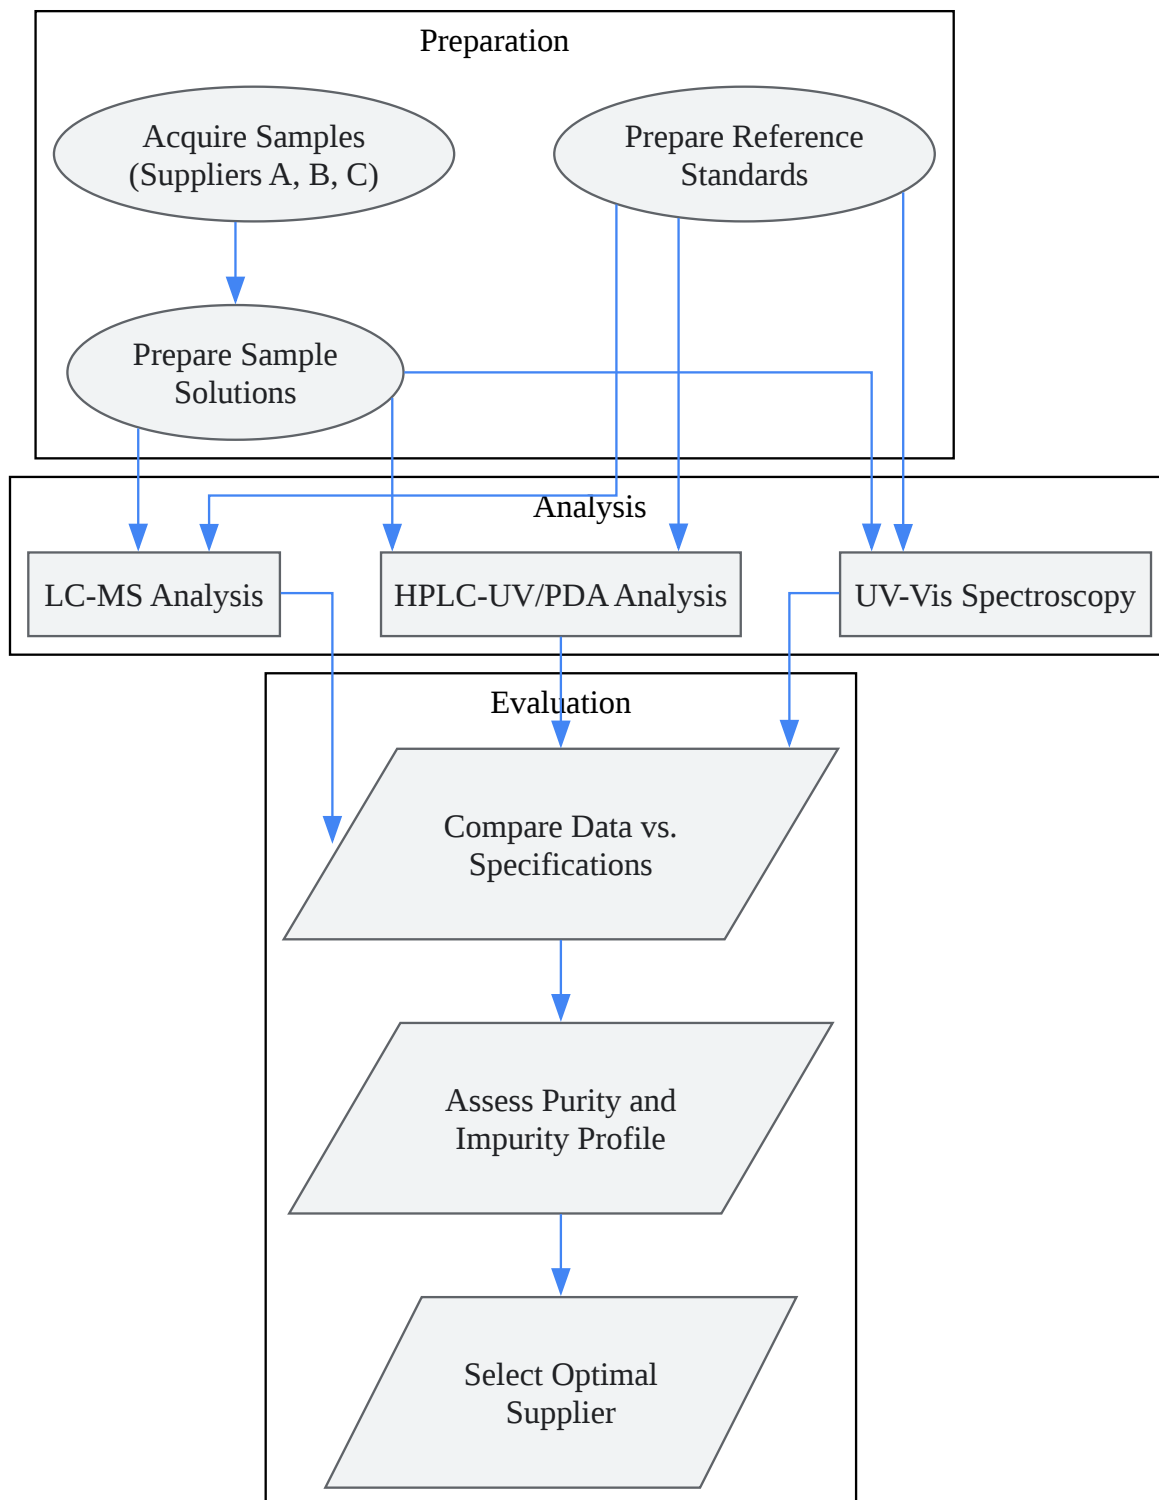 Preparation
Acquire Samples
(Suppliers A, B, C)
Prepare Reference
Standards
Prepare Sample
Solutions
Analysis
LC-MS Analysis
HPLC-UV/PDA Analysis
UV-Vis Spectroscopy
Evaluation
Compare Data vs.
Specifications
Assess Purity and
Impurity Profile
Select Optimal
Supplier